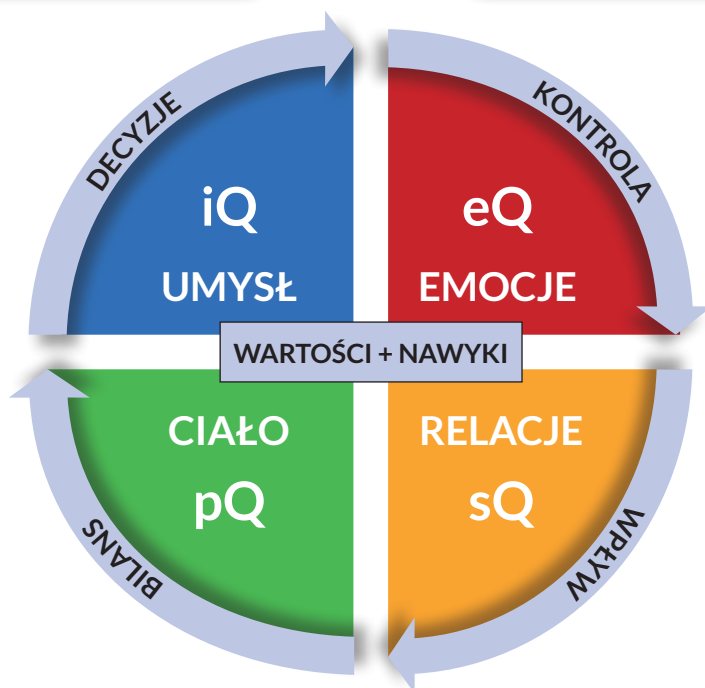 DECYZJE
KONTROLA
iQ
UMYSŁ
eQ
EMOCJE
WARTOŚCI + NAWYKI
CIAŁO
pQ
RELACJE
sQ
BILANS
WPŁYW